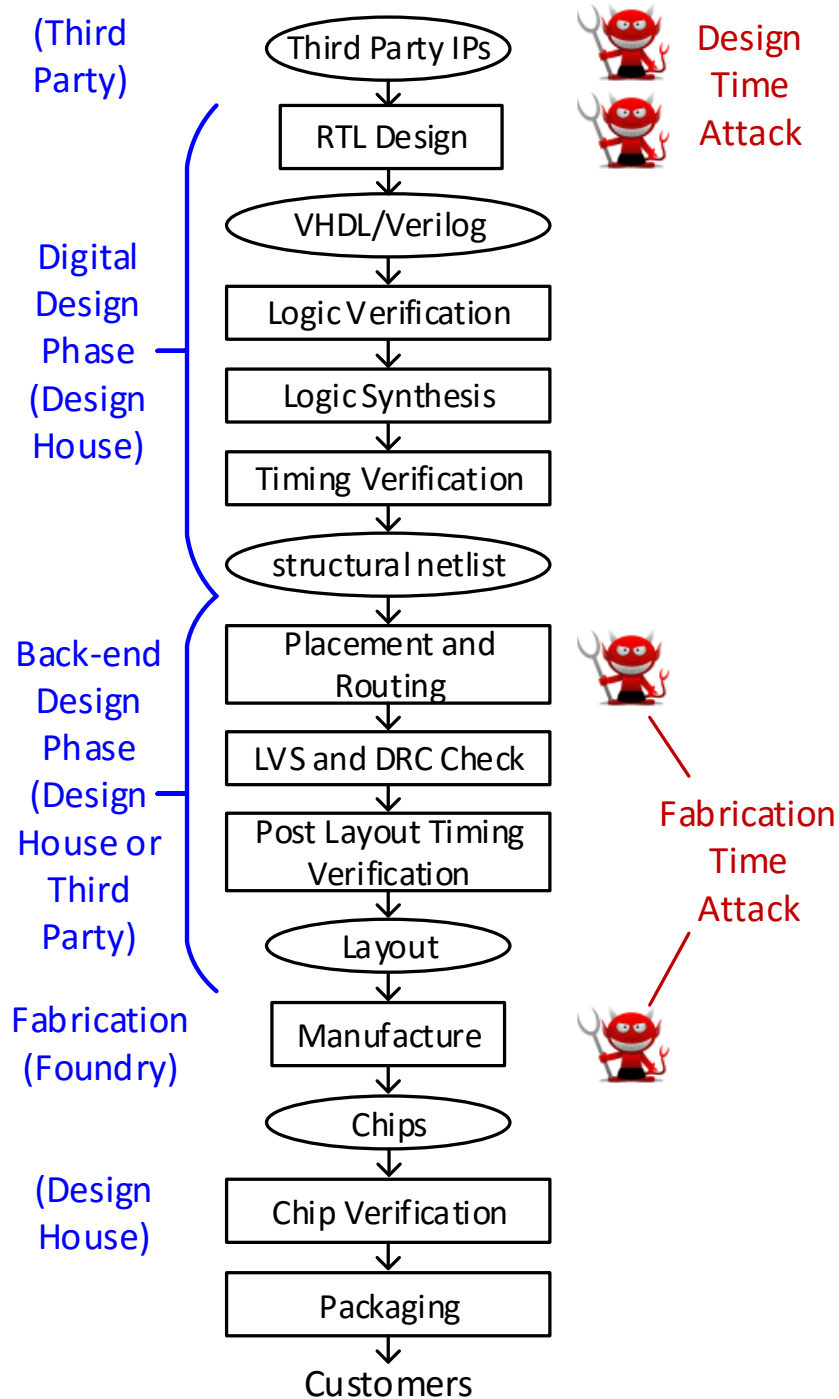 (Third
Party)
Third Party IPs
Design
Time
Attack
RTL Design
VHDL/Verilog
Digital
Design
Phase
(Design
House)
Logic Verification
Logic Synthesis
Timing Verification
structural netlist
Back-end
Design
Phase
(Design
House or
Third
Party)
Placement and
Routing
LVS and DRC Check
Post Layout Timing
Verification
Layout
Fabrication
Time
Attack
Fabrication
(Foundry)
Manufacture
Chips
(Design
House)
Chip Verification
Packaging
Customers